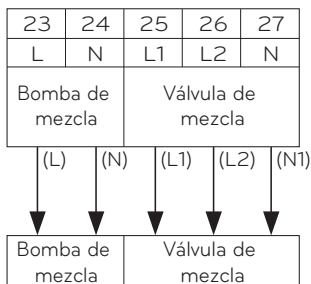 23 24 25 26 27
L N L1 L2 N
Bomba de Válvula de
mezcla mezcla
(L) (N) (L1) (L2) (N1)
Bomba de Válvula de
mezcla mezcla